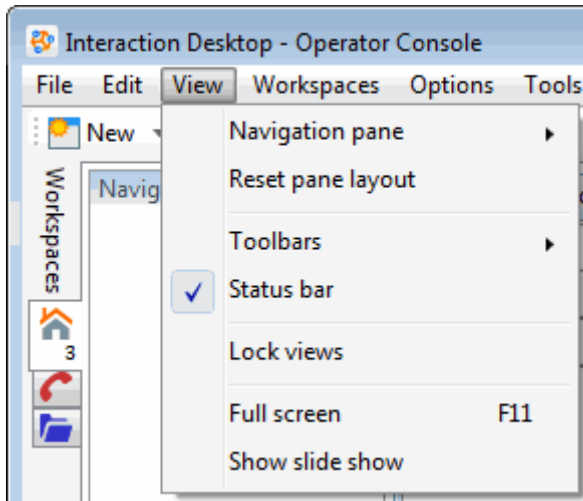 Interaction Desktop - Operator Console
File Edit View Workspaces Options Tools
New
Navigation pane
Reset pane layout
Toolbars
Status bar
Lock views
Full screen F11
Show slide show
Navig
Workspaces
3